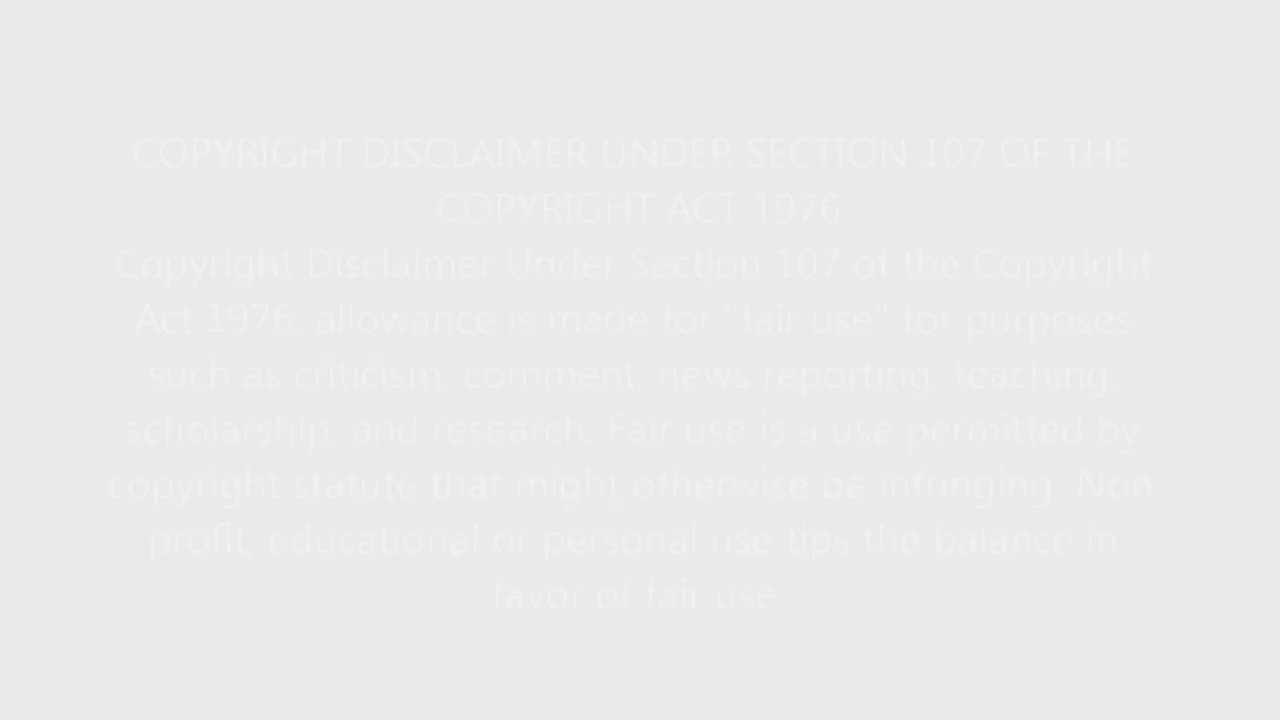 COPYRIGHT DISCLAIMER UNDER SECTION 107 OF THE
COPYRIGHT ACT 1976
Copyright Disclaimer Under Section 107 of the Copyright
Act 1976, allowance is made for "fair use" for purposes
such as criticism, comment, news reporting, teaching,
scholarship, and research. Fair use is a use permitted by
copyright statute that might otherwise be infringing. Non-
profit, educational or personal use tips the balance in
favor of fair use.